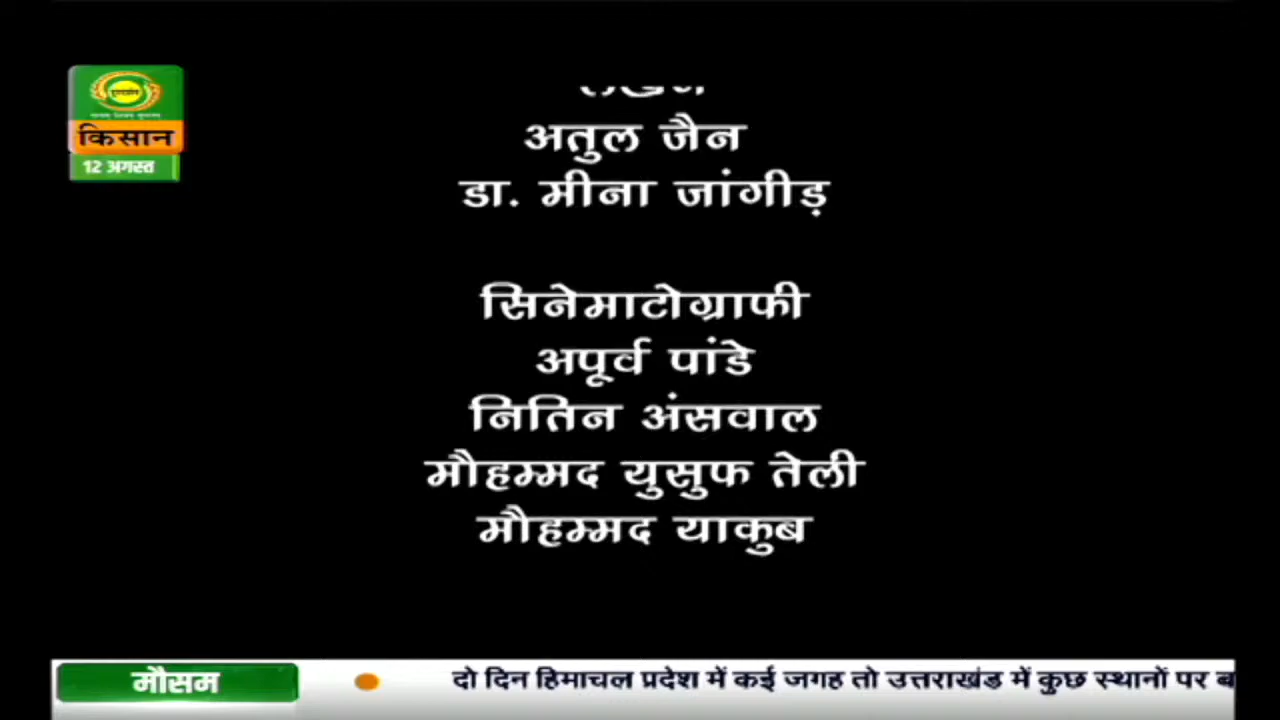 किसान
12 अगस्त
अतुल जैन
डा. मीना जांगीड़
सिनेमाटोग्राफी
अपूर्व पांडे
नितिन अंसवाल
मौहम्मद युसुफ तेली
मौहम्मद याकुब
मौसम
दो दिन हिमाचल प्रदेश में कई जगह तो उत्तराखंड में कुछ स्थानों पर